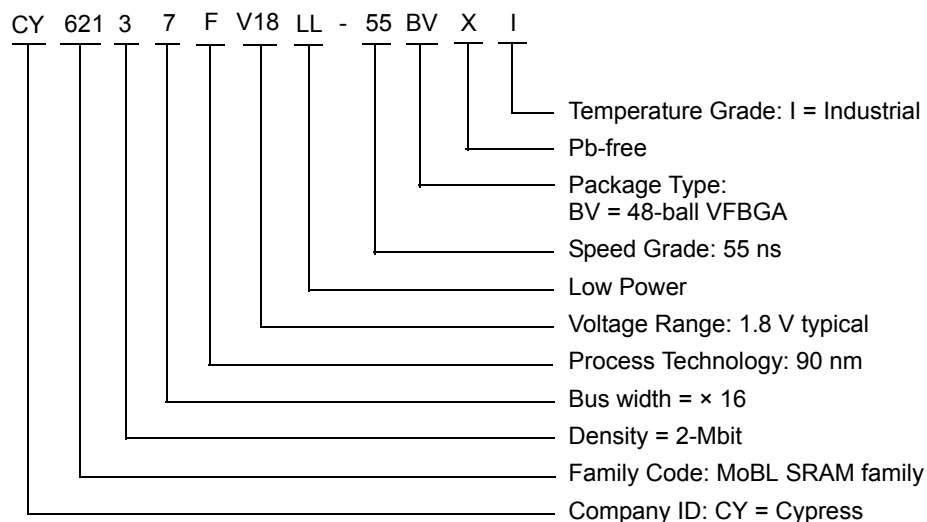 CY 621 3 7 F V18 LL - 55 BV X I
Temperature Grade: I = Industrial
Pb-free
Package Type:
BV = 48-ball VFBGA
Speed Grade: 55 ns
Low Power
Voltage Range: 1.8 V typical
Process Technology: 90 nm
Bus width = × 16
Density = 2-Mbit
Family Code: MoBL SRAM family
Company ID: CY = Cypress